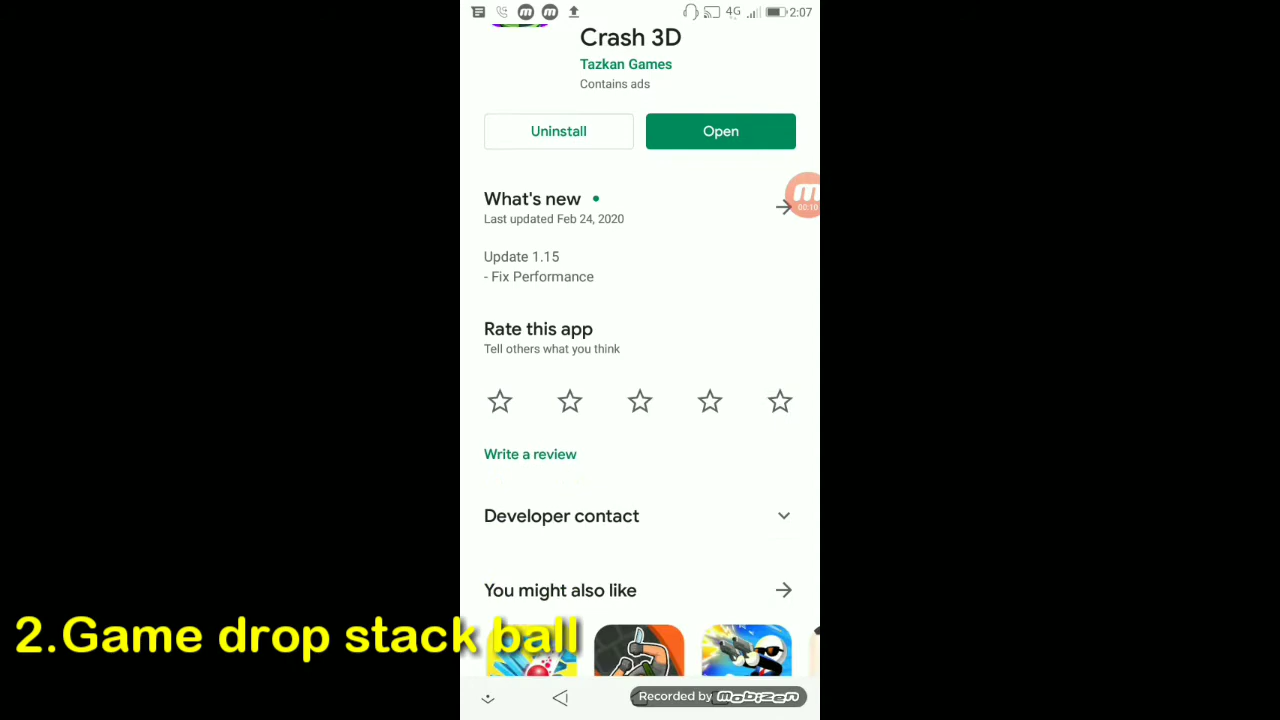 4G 2:07
Crash 3D
Tazkan Games
Contains ads
Uninstall
Open
What's new
00:10
Last updated Feb 24, 2020
Update 1.15
- Fix Performance
Rate this app
Tell others what you think
Write a review
Developer contact
You might also like
2.Game drop stack ball
Recorded by mobizen